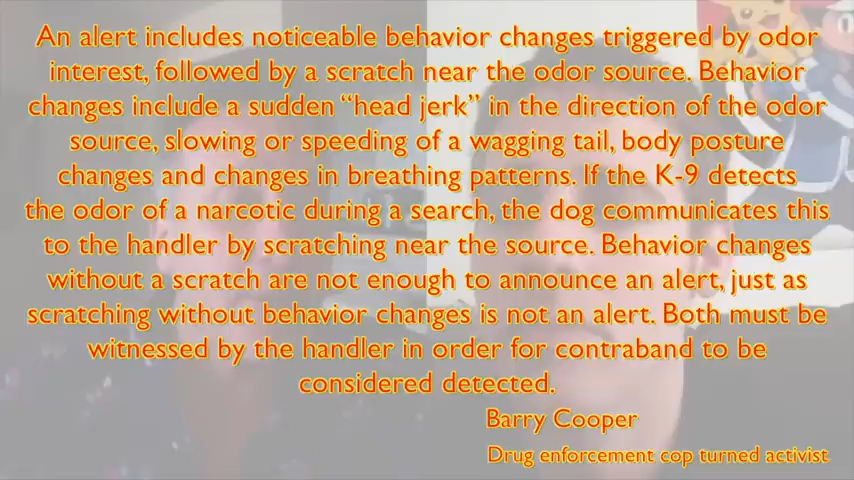 An alert includes noticeable behavior changes triggered by odor
interest, followed by a scratch near the odor source. Behavior
changes include a sudden “head jerk” in the direction of the odor
source, slowing or speeding of a wagging tail, body posture
changes and changes in breathing patterns. If the K-9 detects
the odor of a narcotic during a search, the dog communicates this
to the handler by scratching near the source. Behavior changes
without a scratch are not enough to announce an alert, just as
scratching without behavior changes is not an alert. Both must be
witnessed by the handler in order for contraband to be
considered detected.
Barry Cooper
Drug enforcement cop turned activist